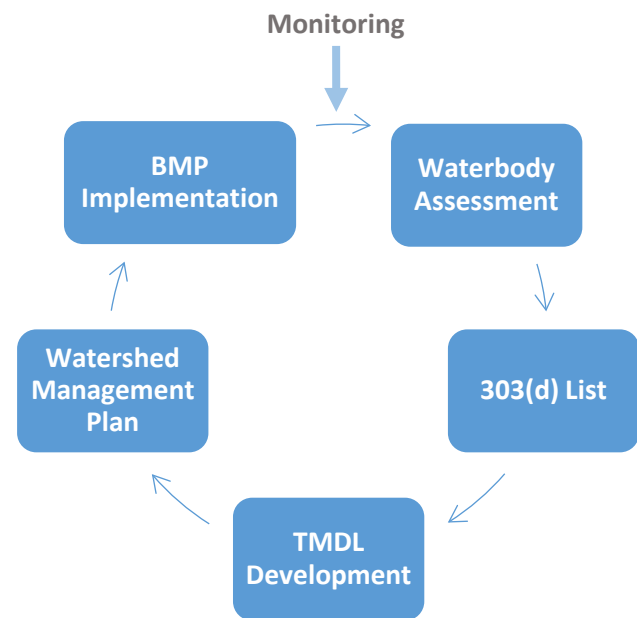 Monitoring
BMP
Implementation
Waterbody
Assessment
303(d) List
TMDL
Development
Watershed
Management
Plan